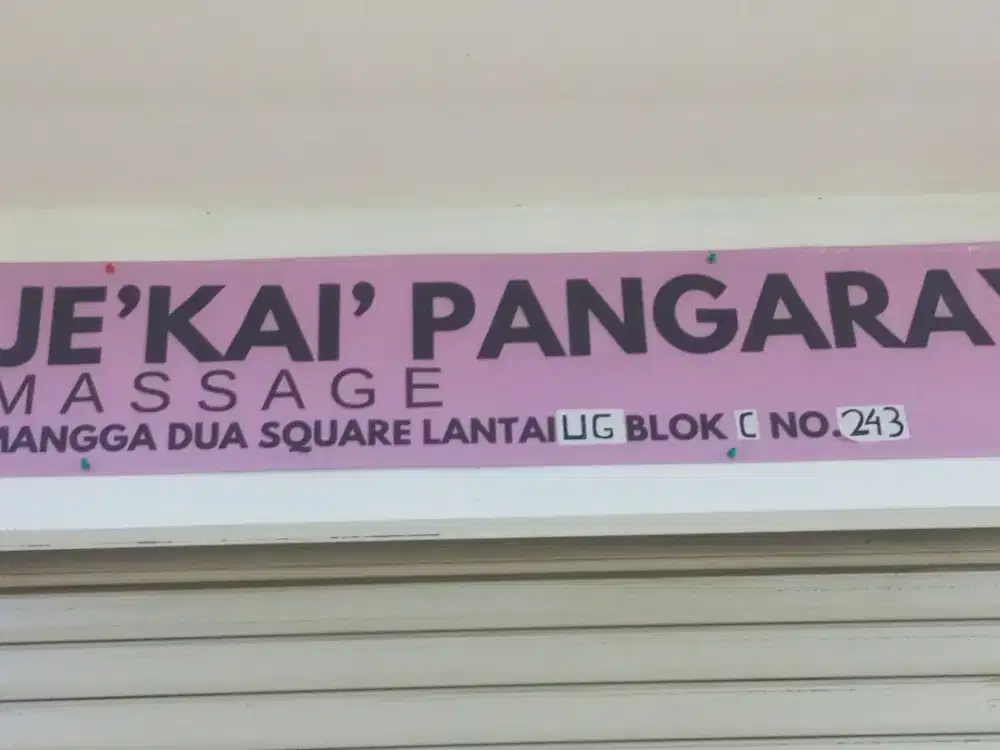 JE'KAI' PANGARAY
MASSAGE
MANGGA DUA SQUARE LANTAI UG BLOK C NO. 243